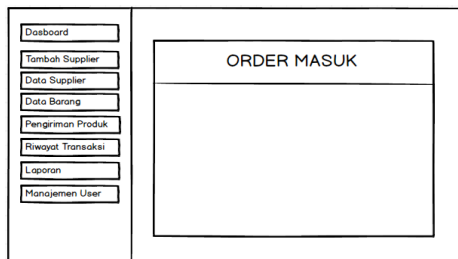 Dasboard
Tambah Supplier
Data Supplier
Data Barang
Pengiriman Produk
Riwayat Transaksi
Laporan
Manajemen User
ORDER MASUK